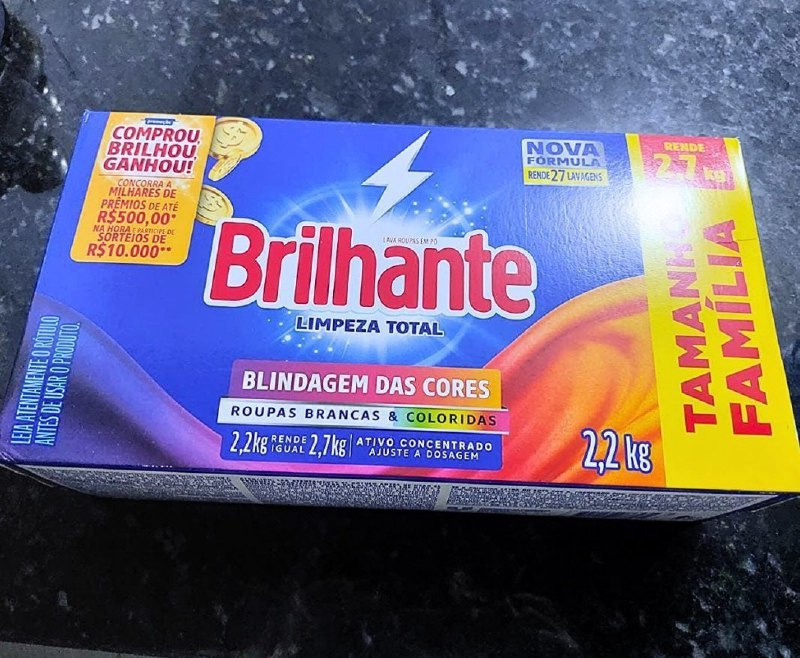 promoção
COMPROU,
BRILHOU,
GANHOU!
CONCORRA A
MILHARES DE
PRÊMIOS DE ATÉ
R$500,00*
NA HORA E PARTICIPE DE
SORTEIOS DE
R$10.000**
NOVA
FÓRMULA
RENDE 27 LAVAGENS
RENDE
2,7 kg
TAMANHO
FAMÍLIA
LAVA ROUPAS EM PÓ
Brilhante
LIMPEZA TOTAL
BLINDAGEM DAS CORES
ROUPAS BRANCAS & COLORIDAS
2,2kg RENDE IGUAL 2,7kg
ATIVO CONCENTRADO
AJUSTE A DOSAGEM
2,2 kg
LEIA ATENTAMENTE O RÓTULO
ANTES DE USAR O PRODUTO.